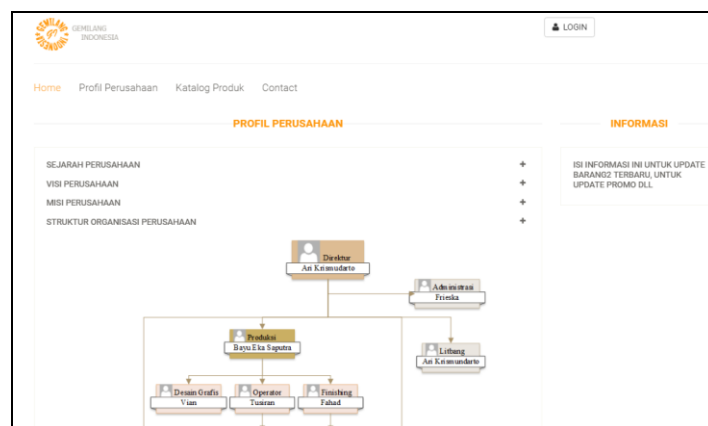 GEMILANG
INDONESIA
GEMILANG
INDONESIA
LOGIN
Home Profil Perusahaan Katalog Produk Contact
PROFIL PERUSAHAAN
INFORMASI
SEJARAH PERUSAHAAN +
VISI PERUSAHAAN +
MISI PERUSAHAAN +
STRUKTUR ORGANISASI PERUSAHAAN +
ISI INFORMASI INI UNTUK UPDATE
BARANG2 TERBARU, UNTUK
UPDATE PROMO DLL
Direktur
Ari Krismudarto
Administrasi
Frieska
Produksi
Bayu Eka Saputra
Litbang
Ari Krismundarto
Desain Grafis
Vian
Operator
Tusiran
Finishing
Fahad